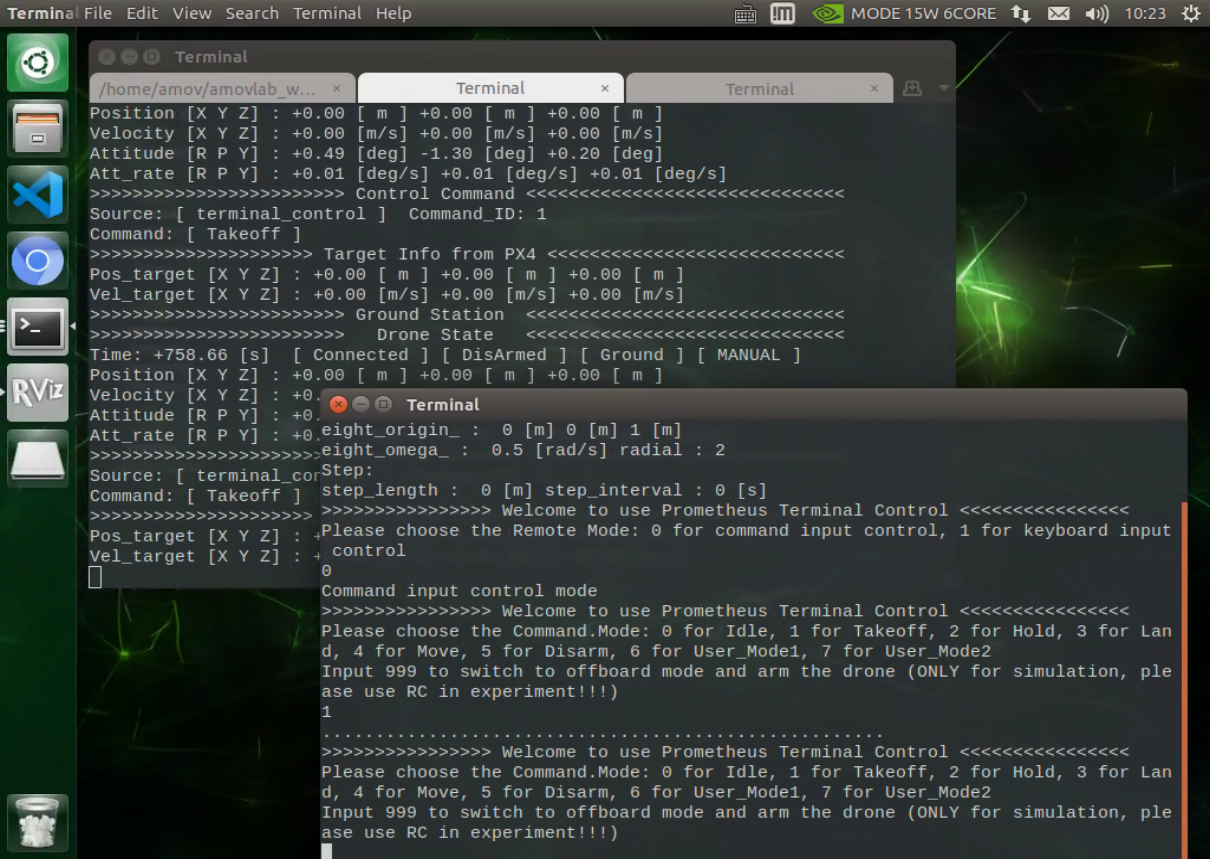 Terminal File Edit View Search Terminal Help
MODE 15W 6CORE 10:23
Terminal
/home/amov/amovlab_w... × Terminal × Terminal ×
Position [X Y Z] : +0.00 [ m ] +0.00 [ m ] +0.00 [ m ]
Velocity [X Y Z] : +0.00 [m/s] +0.00 [m/s] +0.00 [m/s]
Attitude [R P Y] : +0.49 [deg] -1.30 [deg] +0.20 [deg]
Att_rate [R P Y] : +0.01 [deg/s] +0.01 [deg/s] +0.01 [deg/s]
>>>>>>>>>>>>>>>>>>>>>>>> Control Command <<<<<<<<<<<<<<<<<<<<<<<<<<<<<<
Source: [ terminal_control ]  Command_ID: 1
Command: [ Takeoff ]
>>>>>>>>>>>>>>>>>>>>> Target Info from PX4 <<<<<<<<<<<<<<<<<<<<<<<<<<<<
Pos_target [X Y Z] : +0.00 [ m ] +0.00 [ m ] +0.00 [ m ]
Vel_target [X Y Z] : +0.00 [m/s] +0.00 [m/s] +0.00 [m/s]
>>>>>>>>>>>>>>>>>>>>>>>> Ground Station  <<<<<<<<<<<<<<<<<<<<<<<<<<<<<<
>>>>>>>>>>>>>>>>>>>>>>>>   Drone State   <<<<<<<<<<<<<<<<<<<<<<<<<<<<<<
Time: +758.66 [s]  [ Connected ] [ DisArmed ] [ Ground ] [ MANUAL ]
Position [X Y Z] : +0.00 [ m ] +0.00 [ m ] +0.00 [ m ]
Velocity [X Y Z] : +0.
Attitude [R P Y] : +0.
Att_rate [R P Y] : +0.
>>>>>>>>>>>>>>>>>>>>>>
Source: [ terminal_con
Command: [ Takeoff ]
>>>>>>>>>>>>>>>>>>>>>
Pos_target [X Y Z] : +
Vel_target [X Y Z] : +
RViz
Terminal
eight_origin_ :  0 [m] 0 [m] 1 [m]
eight_omega_ :  0.5 [rad/s] radial : 2
Step:
step_length :  0 [m] step_interval : 0 [s]
>>>>>>>>>>>>>>>> Welcome to use Prometheus Terminal Control <<<<<<<<<<<<<<<<
Please choose the Remote Mode: 0 for command input control, 1 for keyboard input
control
0
Command input control mode
>>>>>>>>>>>>>>>> Welcome to use Prometheus Terminal Control <<<<<<<<<<<<<<<<
Please choose the Command.Mode: 0 for Idle, 1 for Takeoff, 2 for Hold, 3 for Lan
d, 4 for Move, 5 for Disarm, 6 for User_Mode1, 7 for User_Mode2
Input 999 to switch to offboard mode and arm the drone (ONLY for simulation, ple
ase use RC in experiment!!!)
1
.....................................................
>>>>>>>>>>>>>>>> Welcome to use Prometheus Terminal Control <<<<<<<<<<<<<<<<
Please choose the Command.Mode: 0 for Idle, 1 for Takeoff, 2 for Hold, 3 for Lan
d, 4 for Move, 5 for Disarm, 6 for User_Mode1, 7 for User_Mode2
Input 999 to switch to offboard mode and arm the drone (ONLY for simulation, ple
ase use RC in experiment!!!)